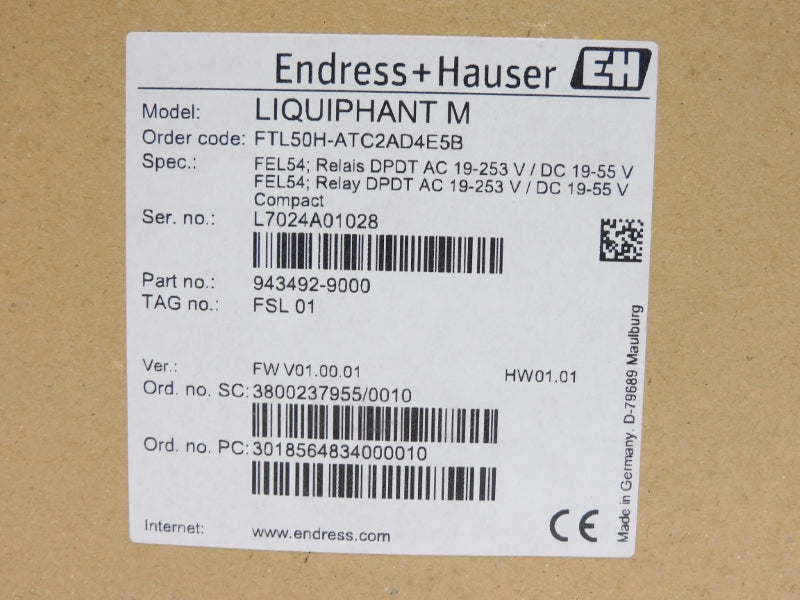 Endress+Hauser EH
Model: LIQUIPHANT M
Order code: FTL50H-ATC2AD4E5B
Spec.: FEL54; Relais DPDT AC 19-253 V / DC 19-55 V
FEL54; Relay DPDT AC 19-253 V / DC 19-55 V
Compact
Ser. no.: L7024A01028
Part no.: 943492-9000
TAG no.: FSL 01
Ver.: FW V01.00.01 HW01.01
Ord. no. SC: 3800237955/0010
Ord. no. PC: 3018564834000010
Internet: www.endress.com
CE
Made in Germany. D-79689 Maulburg